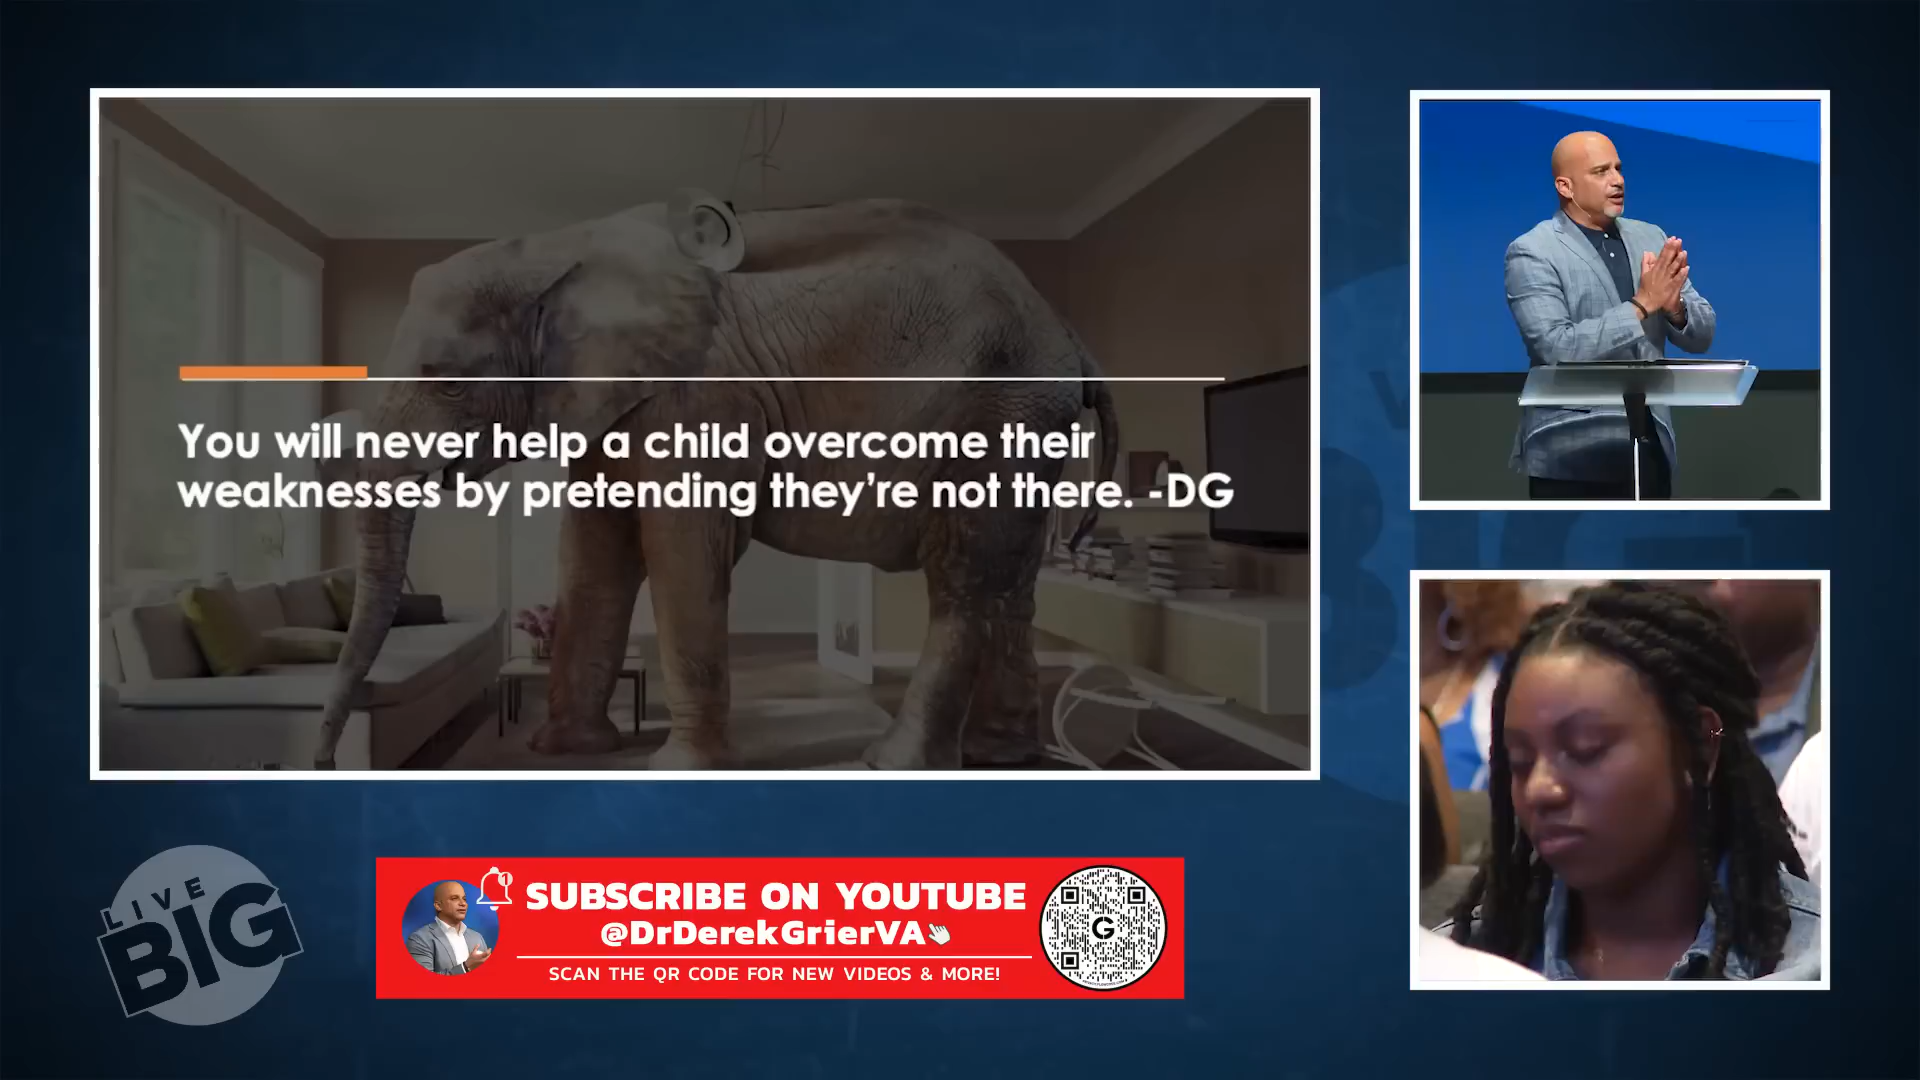 You will never help a child overcome their
weaknesses by pretending they're not there. -DG
LIVE
BIG
1
SUBSCRIBE ON YOUTUBE
@DrDerekGrierVA
SCAN THE QR CODE FOR NEW VIDEOS & MORE!
G